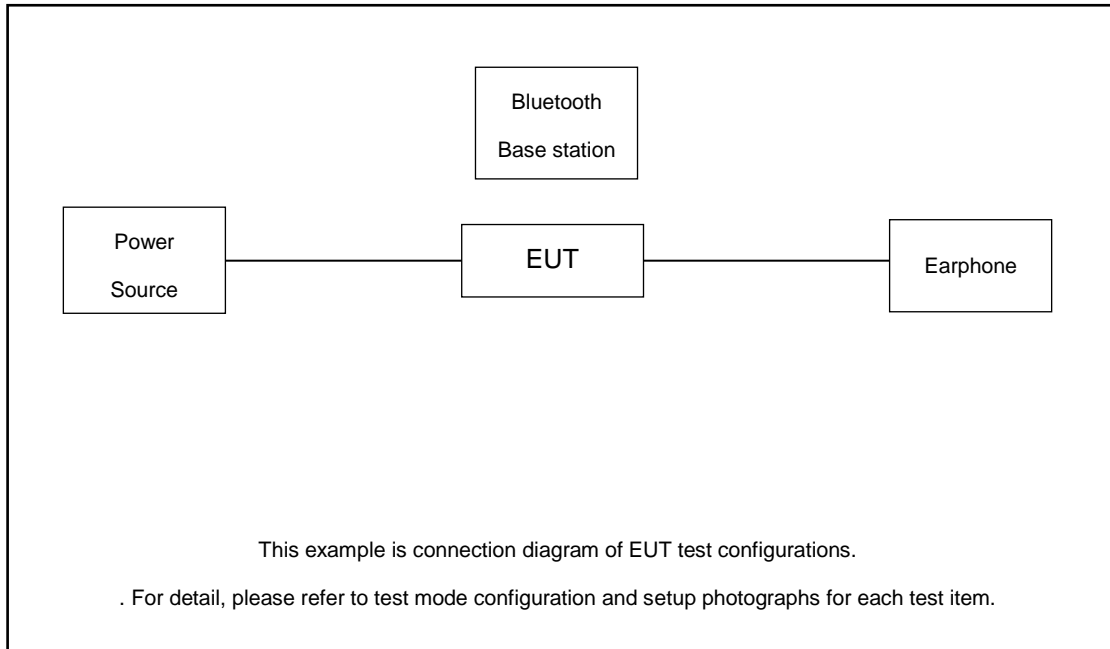 Bluetooth
Base station
Power
Source
EUT
Earphone
This example is connection diagram of EUT test configurations.
. For detail, please refer to test mode configuration and setup photographs for each test item.